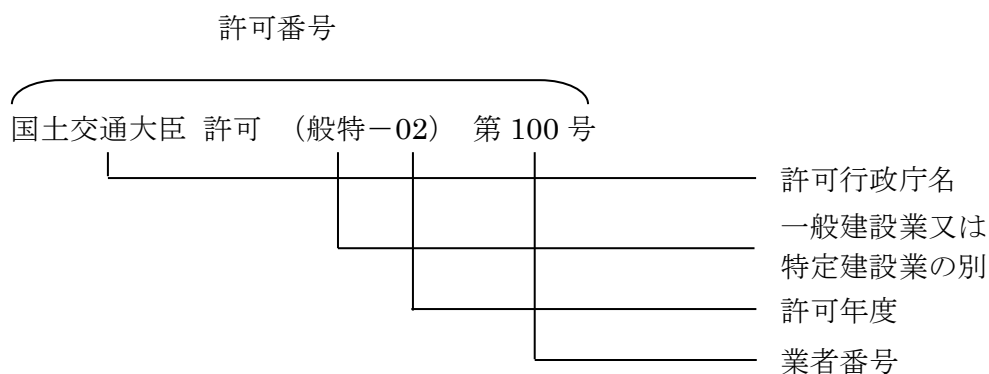 許可番号
国土交通大臣 許可 （般特－02） 第 100 号
許可行政庁名
一般建設業又は
特定建設業の別
許可年度
業者番号